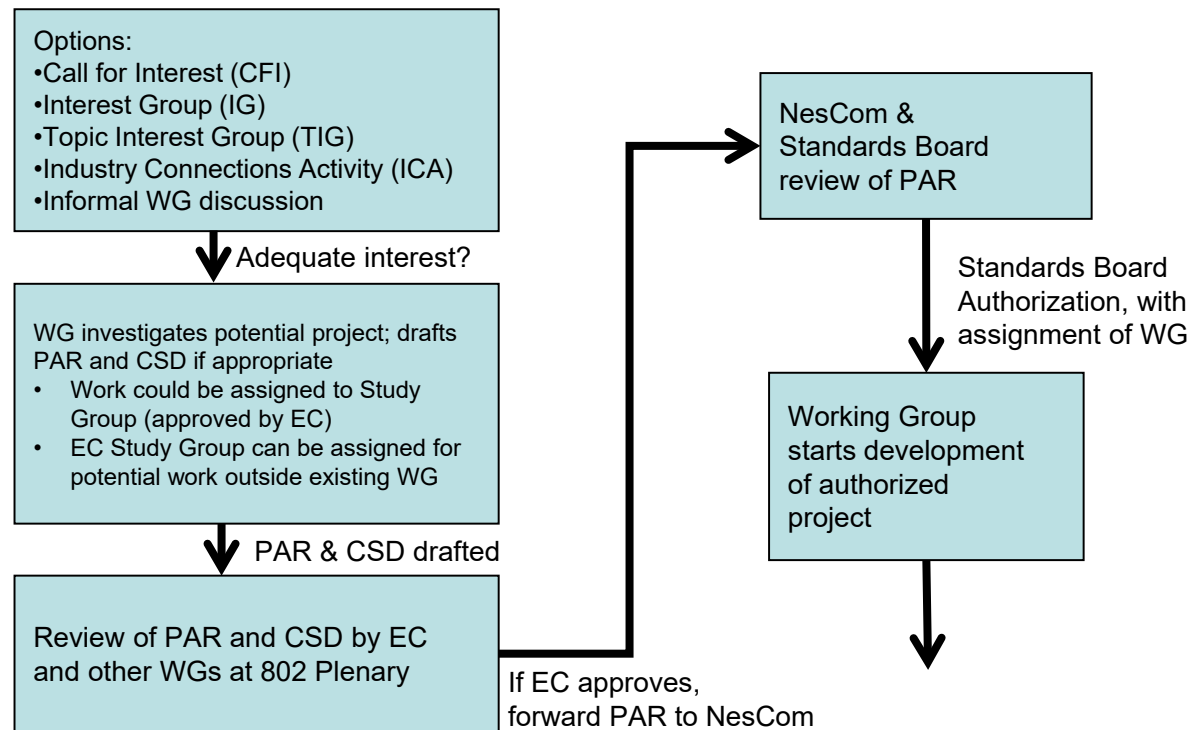 Options:
•Call for Interest (CFI)
•Interest Group (IG)
•Topic Interest Group (TIG)
•Industry Connections Activity (ICA)
•Informal WG discussion
Adequate interest?
WG investigates potential project; drafts
PAR and CSD if appropriate
• Work could be assigned to Study
Group (approved by EC)
• EC Study Group can be assigned for
potential work outside existing WG
PAR & CSD drafted
Review of PAR and CSD by EC
and other WGs at 802 Plenary
If EC approves,
forward PAR to NesCom
NesCom &
Standards Board
review of PAR
Standards Board
Authorization, with
assignment of WG
Working Group
starts development
of authorized
project